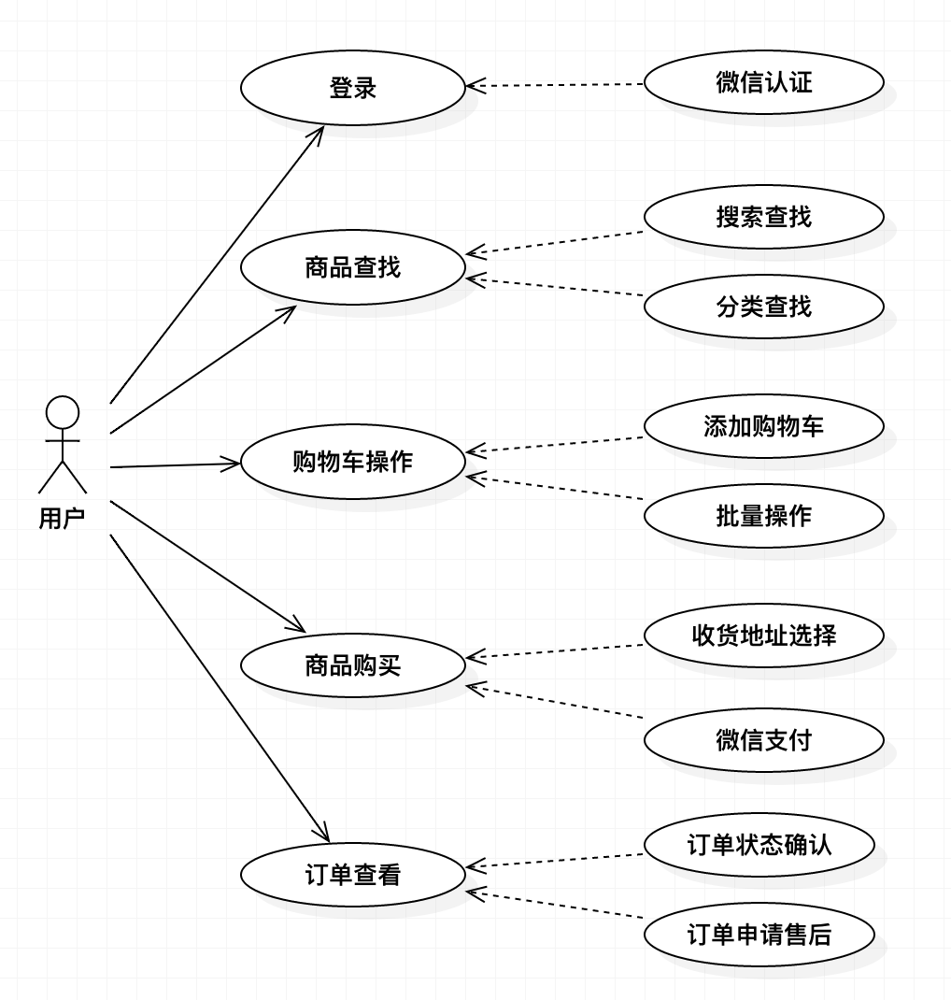 登录
微信认证
商品查找
搜索查找
分类查找
用户
购物车操作
添加购物车
批量操作
商品购买
收货地址选择
微信支付
订单查看
订单状态确认
订单申请售后